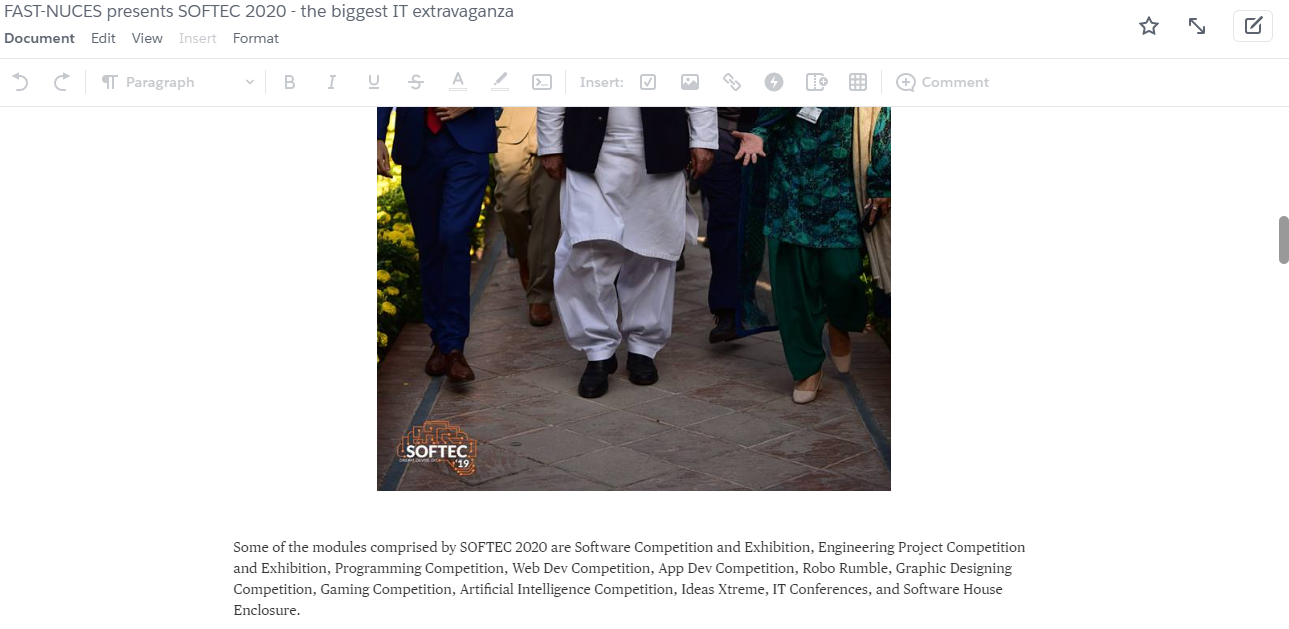 FAST-NUCES presents SOFTEC 2020 - the biggest IT extravaganza
Document Edit View Insert Format
Paragraph B I U S A Insert: Comment
SOFTEC
'19
Some of the modules comprised by SOFTEC 2020 are Software Competition and Exhibition, Engineering Project Competition
and Exhibition, Programming Competition, Web Dev Competition, App Dev Competition, Robo Rumble, Graphic Designing
Competition, Gaming Competition, Artificial Intelligence Competition, Ideas Xtreme, IT Conferences, and Software House
Enclosure.